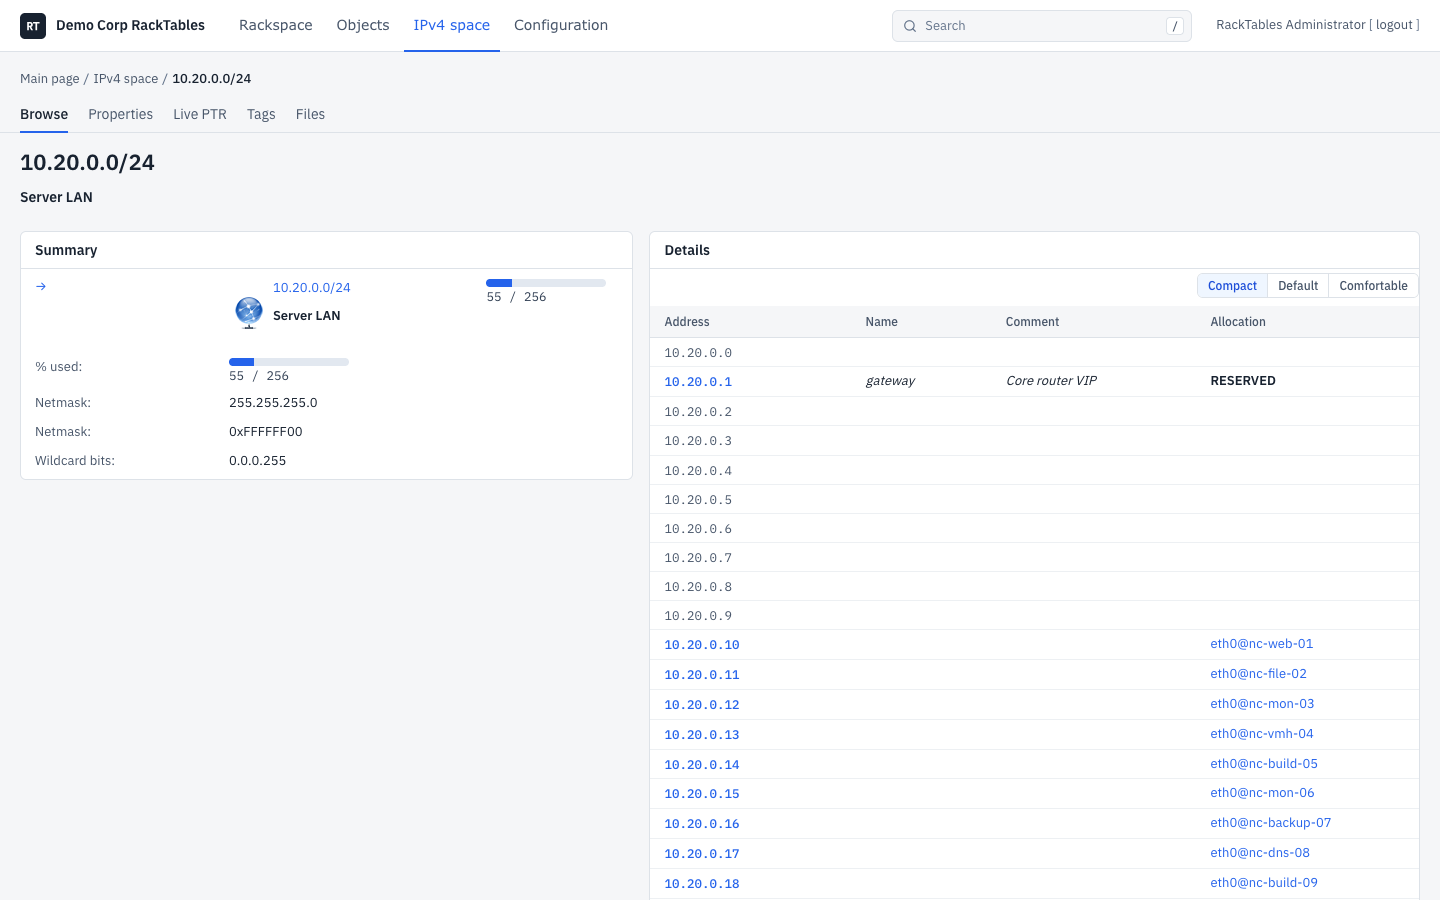 RT Demo Corp RackTables Rackspace Objects IPv4 space Configuration Search / RackTables Administrator [ logout ]
Main page / IPv4 space / 10.20.0.0/24
Browse Properties Live PTR Tags Files
10.20.0.0/24
Server LAN
Summary
→ 10.20.0.0/24 55 / 256
Server LAN
% used: 55 / 256
Netmask: 255.255.255.0
Netmask: 0xFFFFFF00
Wildcard bits: 0.0.0.255
Details
Compact Default Comfortable
Address Name Comment Allocation
10.20.0.0
10.20.0.1 gateway Core router VIP RESERVED
10.20.0.2
10.20.0.3
10.20.0.4
10.20.0.5
10.20.0.6
10.20.0.7
10.20.0.8
10.20.0.9
10.20.0.10 eth0@nc-web-01
10.20.0.11 eth0@nc-file-02
10.20.0.12 eth0@nc-mon-03
10.20.0.13 eth0@nc-vmh-04
10.20.0.14 eth0@nc-build-05
10.20.0.15 eth0@nc-mon-06
10.20.0.16 eth0@nc-backup-07
10.20.0.17 eth0@nc-dns-08
10.20.0.18 eth0@nc-build-09